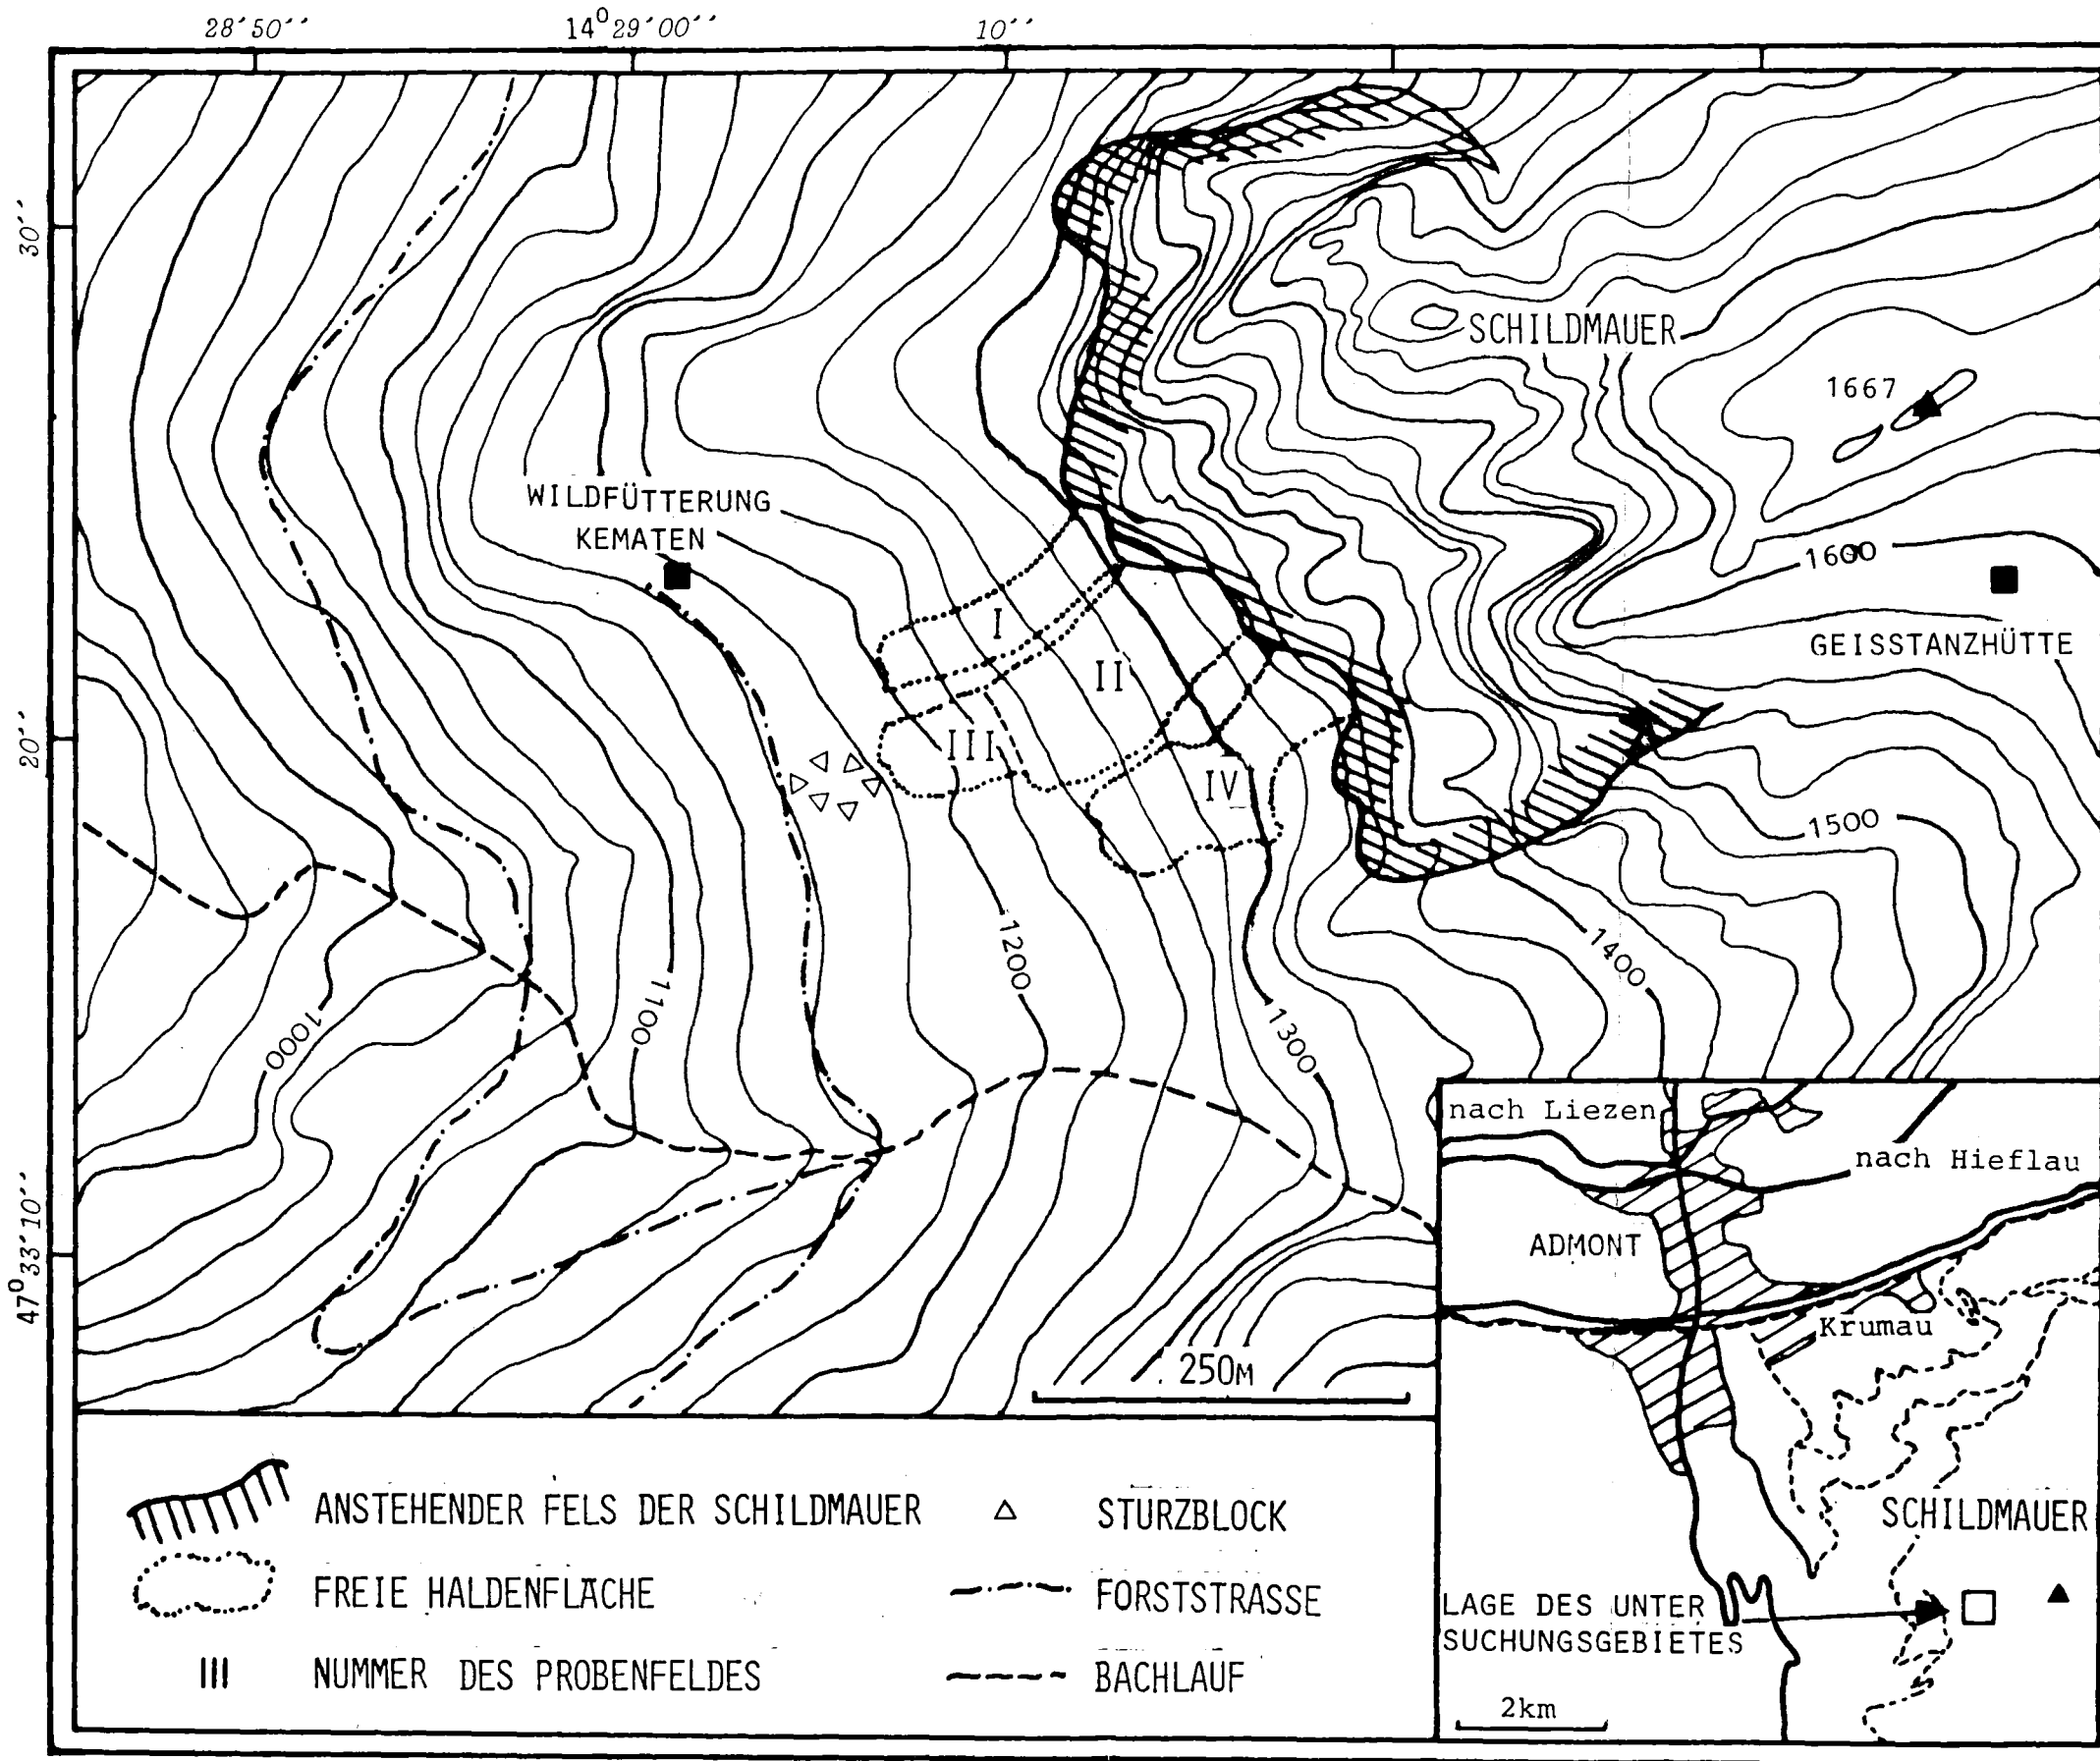 28'50''
14°29'00''
10''
30''
20''
47°33'10''
SCHILDMAUER
1667
WILDFÜTTERUNG
KEMATEN
1600
GEISSTANZHÜTTE
I
II
III
IV
1500
1400
1300
1200
1100
1000
250M
nach Liezen
nach Hieflau
ADMONT
Krumau
SCHILDMAUER
LAGE DES UNTER
SUCHUNGSGEBIETES
2km
ANSTEHENDER FELS DER SCHILDMAUER
STURZBLOCK
FREIE HALDENFLÄCHE
FORSTSTRASSE
III
NUMMER DES PROBENFELDES
BACHLAUF